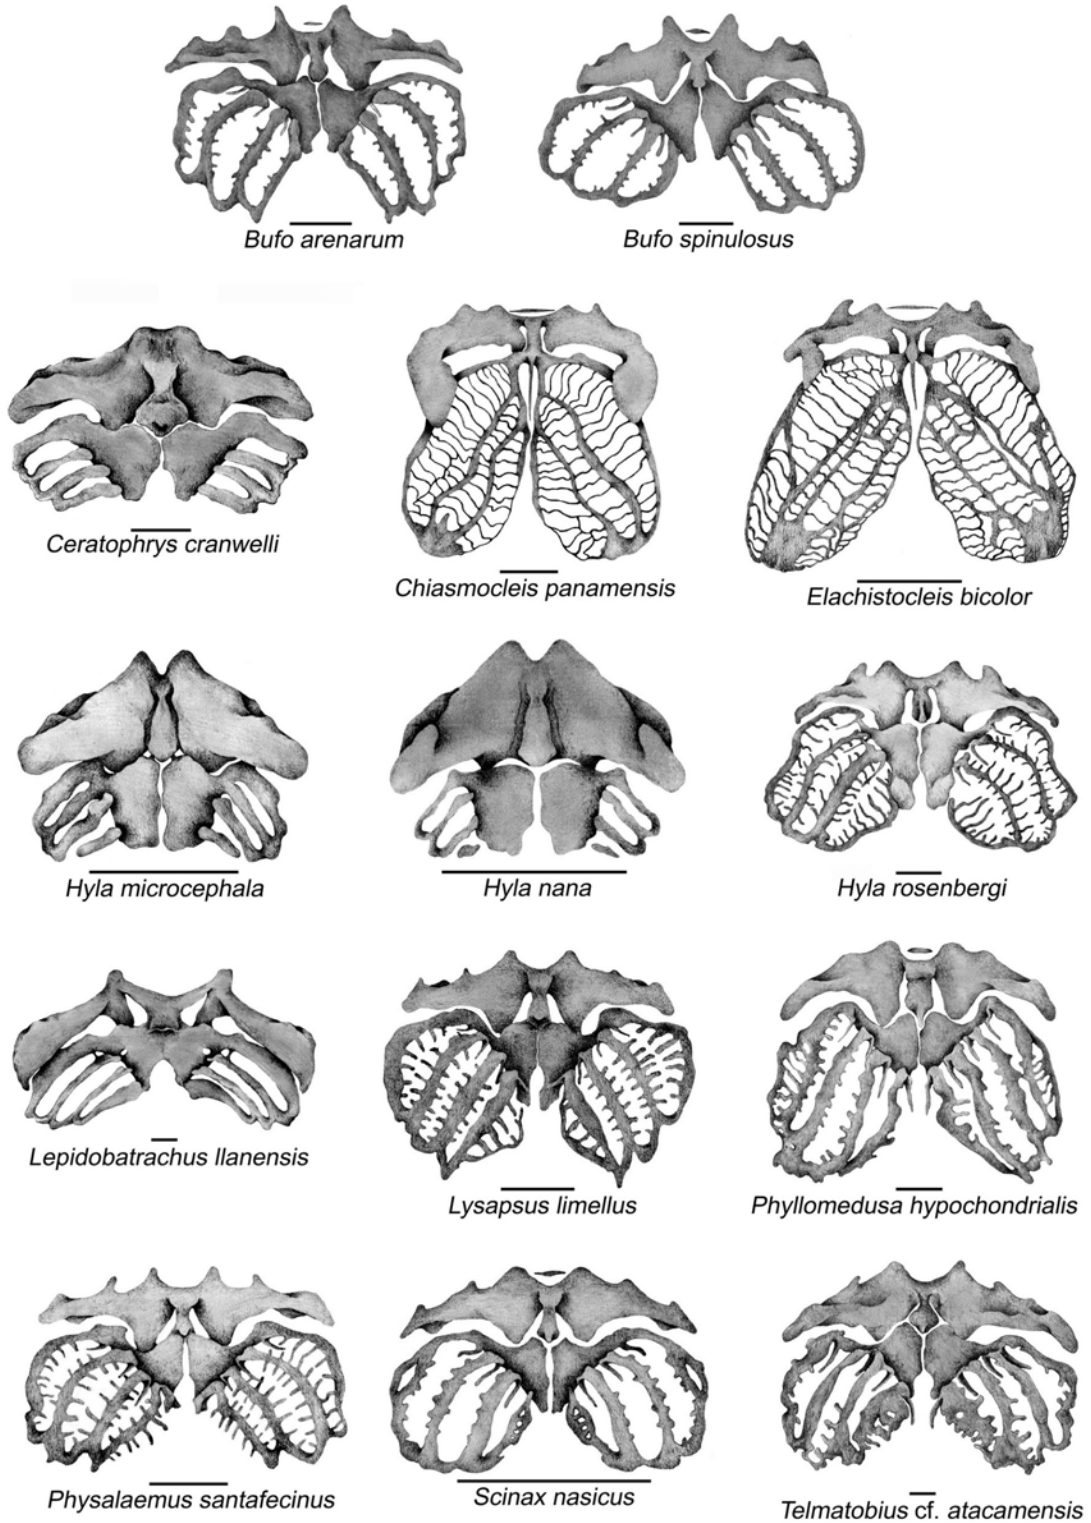 Bufo arenarum
Bufo spinulosus
Ceratophrys cranwelli
Chiasmocleis panamensis
Elachistocleis bicolor
Hyla microcephala
Hyla nana
Hyla rosenbergi
Lepidobatrachus llanensis
Lysapsus limellus
Phyllomedusa hypochondrialis
Physalaemus santafecinus
Scinax nasicus
Telmatobius cf. atacamensis